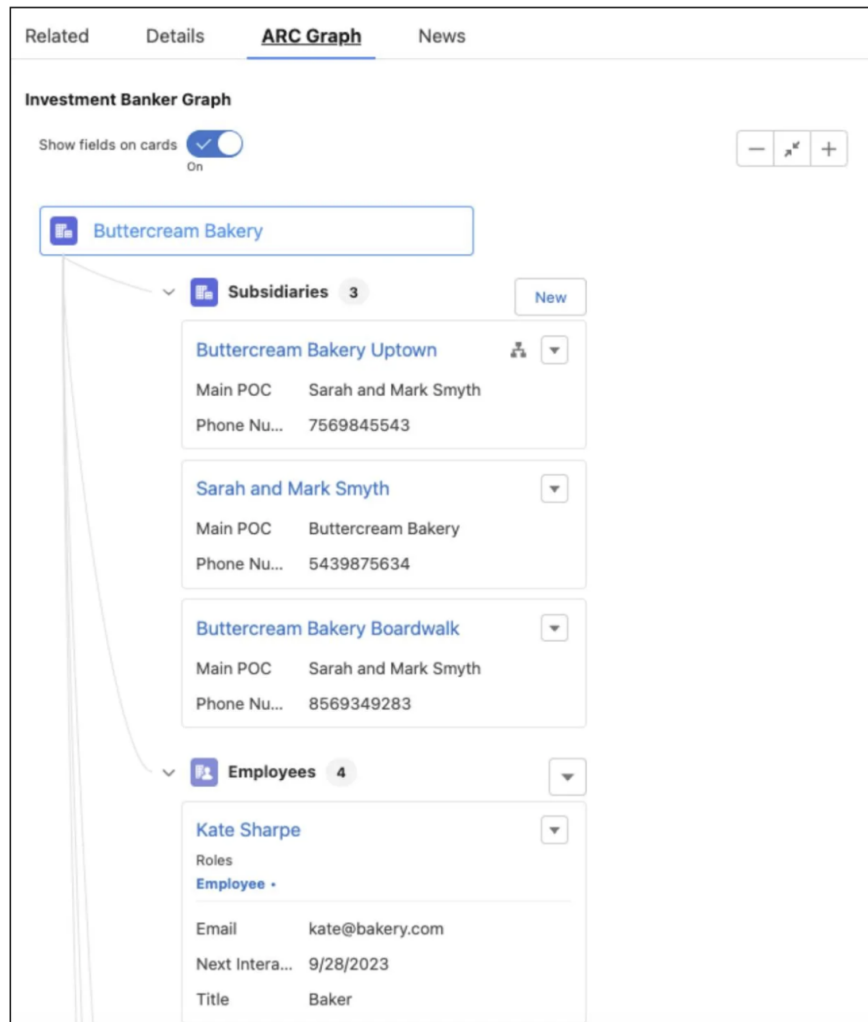 Related Details ARC Graph News
Investment Banker Graph
Show fields on cards
On
Buttercream Bakery
Subsidiaries 3 New
Buttercream Bakery Uptown
Main POC Sarah and Mark Smyth
Phone Nu... 7569845543
Sarah and Mark Smyth
Main POC Buttercream Bakery
Phone Nu... 5439875634
Buttercream Bakery Boardwalk
Main POC Sarah and Mark Smyth
Phone Nu... 8569349283
Employees 4
Kate Sharpe
Roles
Employee •
Email kate@bakery.com
Next Intera... 9/28/2023
Title Baker